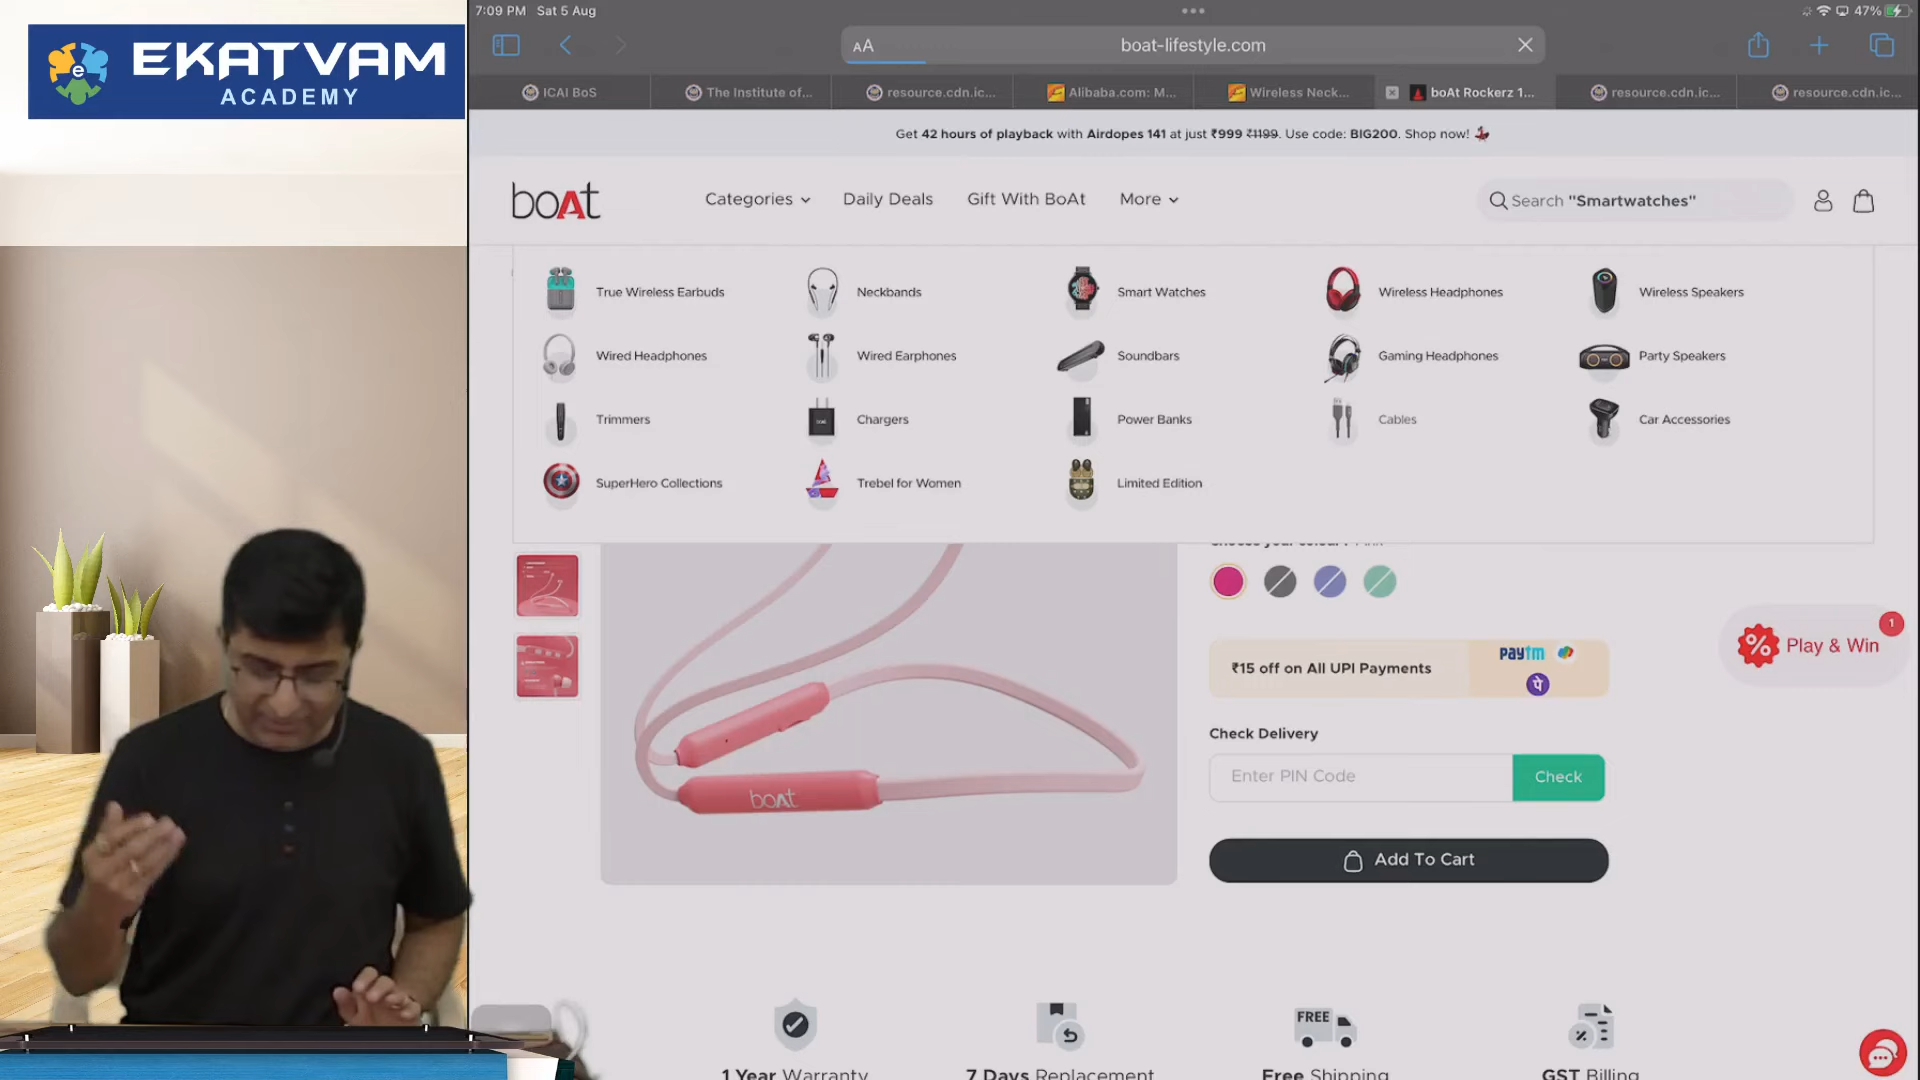 EKATVAM
ACADEMY
7:09 PM Sat 5 Aug
47%
AA
boat-lifestyle.com
ICAI BoS
The Institute of...
resource.cdn.ic...
Alibaba.com: M...
Wireless Neck...
boAt Rockerz 1...
resource.cdn.ic...
resource.cdn.ic...
Get 42 hours of playback with Airdopes 141 at just ₹999 ₹1199. Use code: BIG200. Shop now!
boAt
Categories
Daily Deals
Gift With BoAt
More
Search "Smartwatches"
True Wireless Earbuds
Neckbands
Smart Watches
Wireless Headphones
Wireless Speakers
Wired Headphones
Wired Earphones
Soundbars
Gaming Headphones
Party Speakers
Trimmers
Chargers
Power Banks
Cables
Car Accessories
SuperHero Collections
Trebel for Women
Limited Edition
₹15 off on All UPI Payments
paytm
पे
1
Play & Win
Check Delivery
Enter PIN Code
Check
boAt
Add To Cart
FREE
1 Year Warranty
7 Days Replacement
Free Shipping
GST Billing